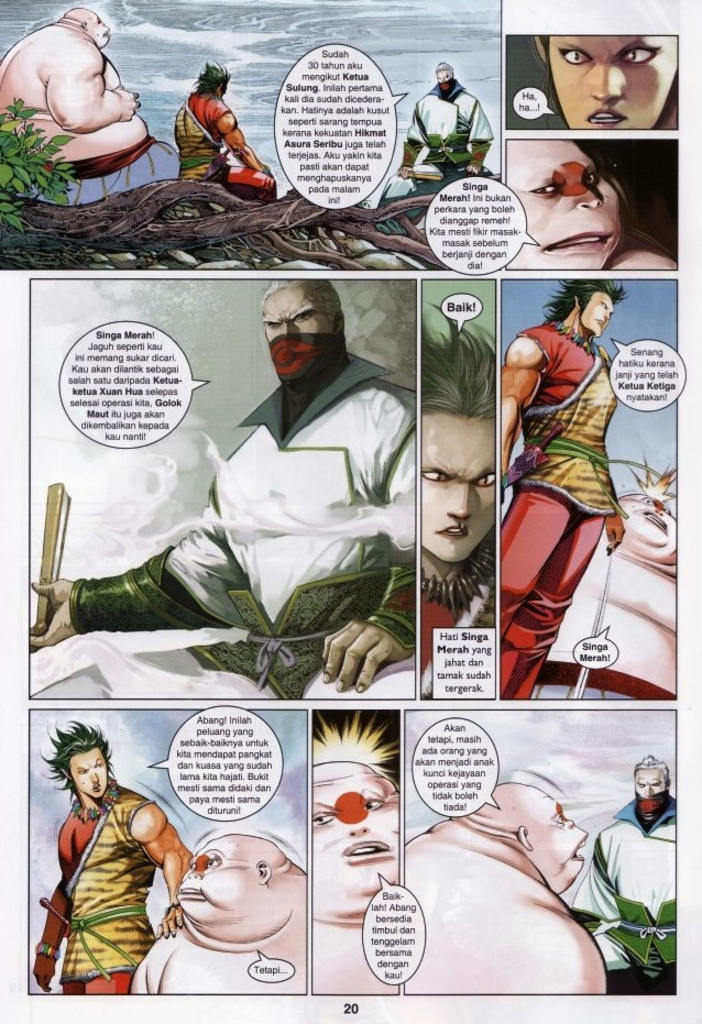 Sudah
30 tahun aku
mengikut Ketua
Sulung. Inilah pertama
kali dia sudah dicedera-
kan. Hatinya adalah kusut
seperti sarang tempua
kerana kekuatan Hikmat
Asura Seribu juga telah
terjejas. Aku yakin kita
pasti akan dapat
menghapuskannya
pada malam
ini!
Ha,
ha...!
Singa
Merah! Ini bukan
perkara yang boleh
dianggap remeh!
Kita mesti fikir masak-
masak sebelum
berjanji dengan
dia!
Singa Merah!
Jaguh seperti kau
ini memang sukar dicari.
Kau akan dilantik sebagai
salah satu daripada Ketua-
ketua Xuan Hua selepas
selesai operasi kita, Golok
Maut itu juga akan
dikembalikan kepada
kau nanti!
Baik!
Hati Singa
Merah yang
jahat dan
tamak sudah
tergerak.
Senang
hatiku kerana
janji yang telah
Ketua Ketiga
nyatakan!
Singa
Merah!
Abang! Inilah
peluang yang
sebaik-baiknya untuk
kita mendapat pangkat
dan kuasa yang sudah
lama kita hajati. Bukit
mesti sama didaki dan
paya mesti sama
dituruni!
Tetapi...
Baik-
lah! Abang
bersedia
timbul dan
tenggelam
bersama
dengan
kau!
Akan
tetapi, masih
ada orang yang
akan menjadi anak
kunci kejayaan
operasi yang
tidak boleh
tiada!
20